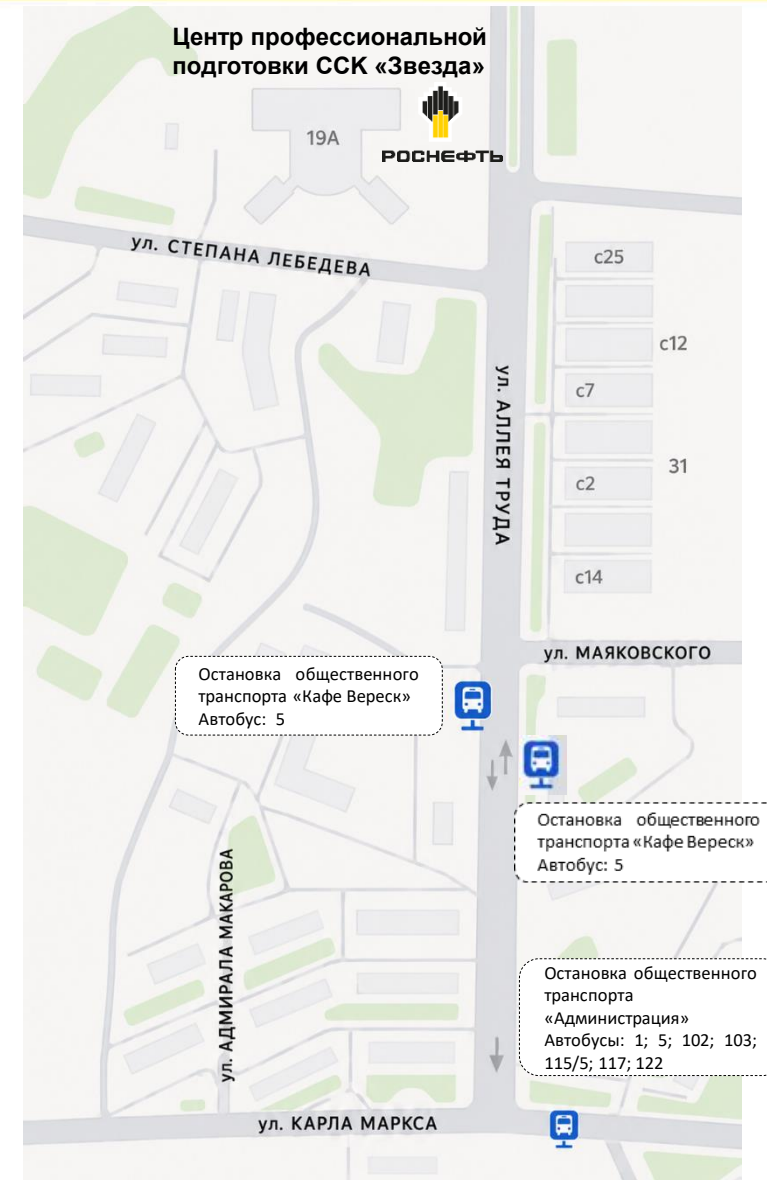 Центр профессиональной
подготовки ССК «Звезда»
19А
РОСНЕФТЬ
ул. СТЕПАНА ЛЕБЕДЕВА
с25
с12
ул. АЛЛЕЯ ТРУДА
с7
31
с2
с14
ул. МАЯКОВСКОГО
Остановка общественного
транспорта «Кафе Вереск»
Автобус: 5
Остановка общественного
транспорта «Кафе Вереск»
Автобус: 5
ул. АДМИРАЛА МАКАРОВА
Остановка общественного
транспорта
«Администрация»
Автобусы: 1; 5; 102; 103;
115/5; 117; 122
ул. КАРЛА МАРКСА